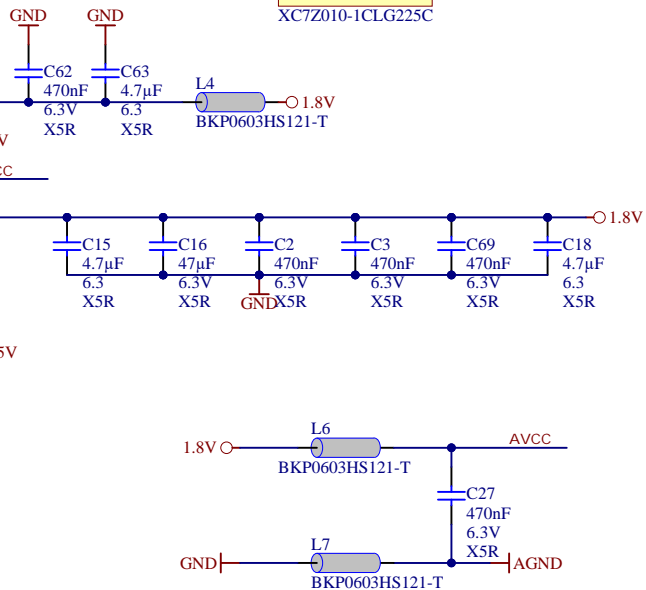 XC7Z010-1CLG225C
GND
GND
C62
470nF
6.3V
X5R
C63
4.7µF
6.3
X5R
L4
BKP0603HS121-T
1.8V
V
CC
1.8V
C15
4.7µF
6.3
X5R
C16
47µF
6.3V
X5R
C2
470nF
6.3V
X5R
GND
C3
470nF
6.3V
X5R
C69
470nF
6.3V
X5R
C18
4.7µF
6.3
X5R
5V
1.8V
L6
BKP0603HS121-T
AVCC
C27
470nF
6.3V
X5R
GND
L7
BKP0603HS121-T
AGND